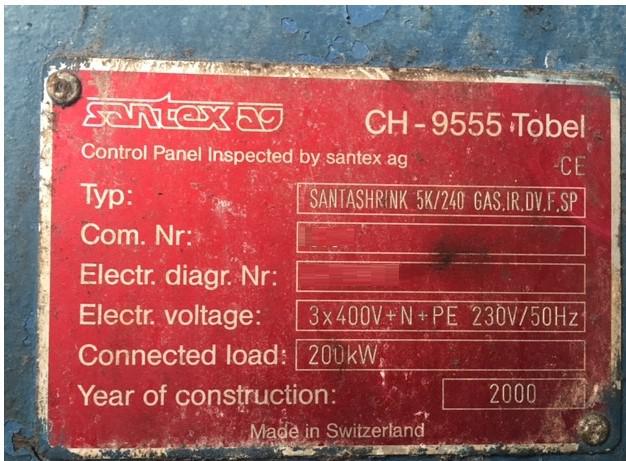 santex ag
CH-9555 Tobel
Control Panel Inspected by santex ag
CE
Typ: SANTASHRINK 5K/240 GAS,IR,DV,F,SP
Com. Nr:
Electr. diagr. Nr:
Electr. voltage: 3x400V+N+PE 230V/50Hz
Connected load: 200kW
Year of construction: 2000
Made in Switzerland